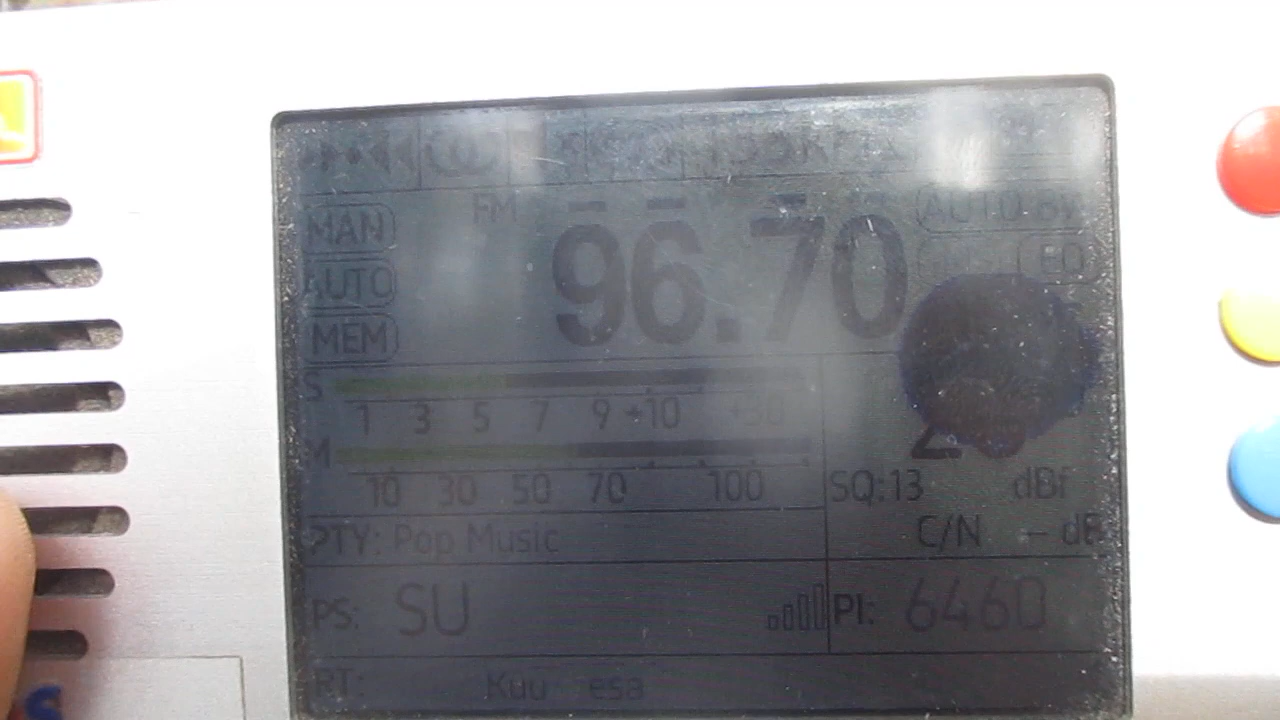 FM
MAN
96.70
AUTO BW
AUTO
EQ
MEM
S
1 3 5 7 9 +10 +30
M
10 30 50 70 100
SQ:13 dBf
C/N -- dB
PTY: Pop Music
PS: SU
PI: 6460
RT: Kuu esa